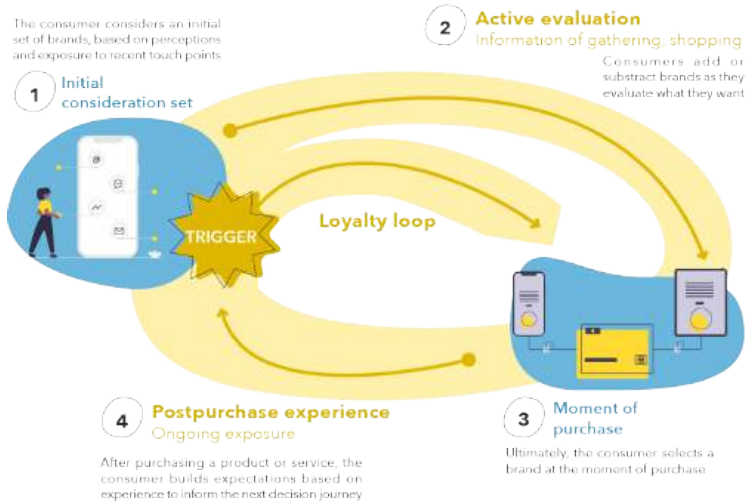 The consumer considers an initial
set of brands, based on perceptions
and exposure to recent touch points
1 Initial
consideration set
2 Active evaluation
Information of gathering, shopping
Consumers add or
substract brands as they
evaluate what they want
TRIGGER
Loyalty loop
3 Moment of
purchase
Ultimately, the consumer selects a
brand at the moment of purchase
4 Postpurchase experience
Ongoing exposure
After purchasing a product or service, the
consumer builds expectations based on
experience to inform the next decision journey